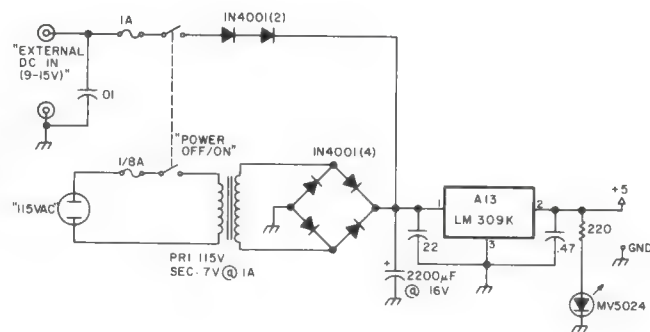 1A
1N4001(2)
"EXTERNAL
DC IN
(9-15V)"
.01
"POWER
OFF/ON"
1/8A
1N4001(4)
"115VAC"
PRI 115V
SEC. 7V @ 1A
A13
LM 309K
1
2
3
.22
.47
220
+5
GND
+
2200µF
@ 16V
MV5024